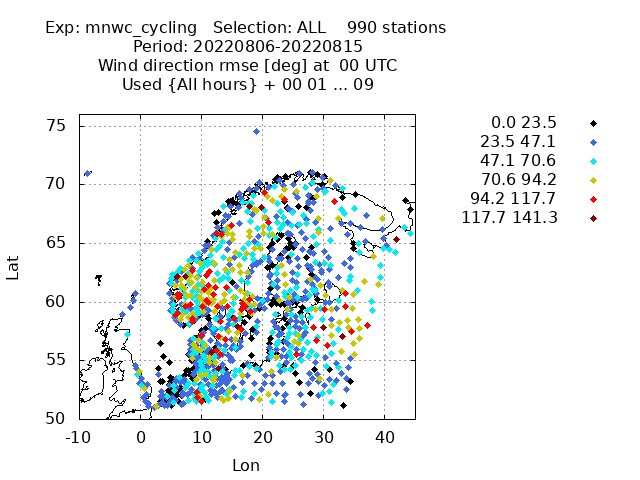 Exp: mnwc_cycling   Selection: ALL    990 stations
Period: 20220806-20220815
Wind direction rmse [deg] at  00 UTC
Used {All hours} + 00 01 ... 09
75
70
65
60
55
50
-10 0 10 20 30 40
Lat
Lon
0.0 23.5
23.5 47.1
47.1 70.6
70.6 94.2
94.2 117.7
117.7 141.3